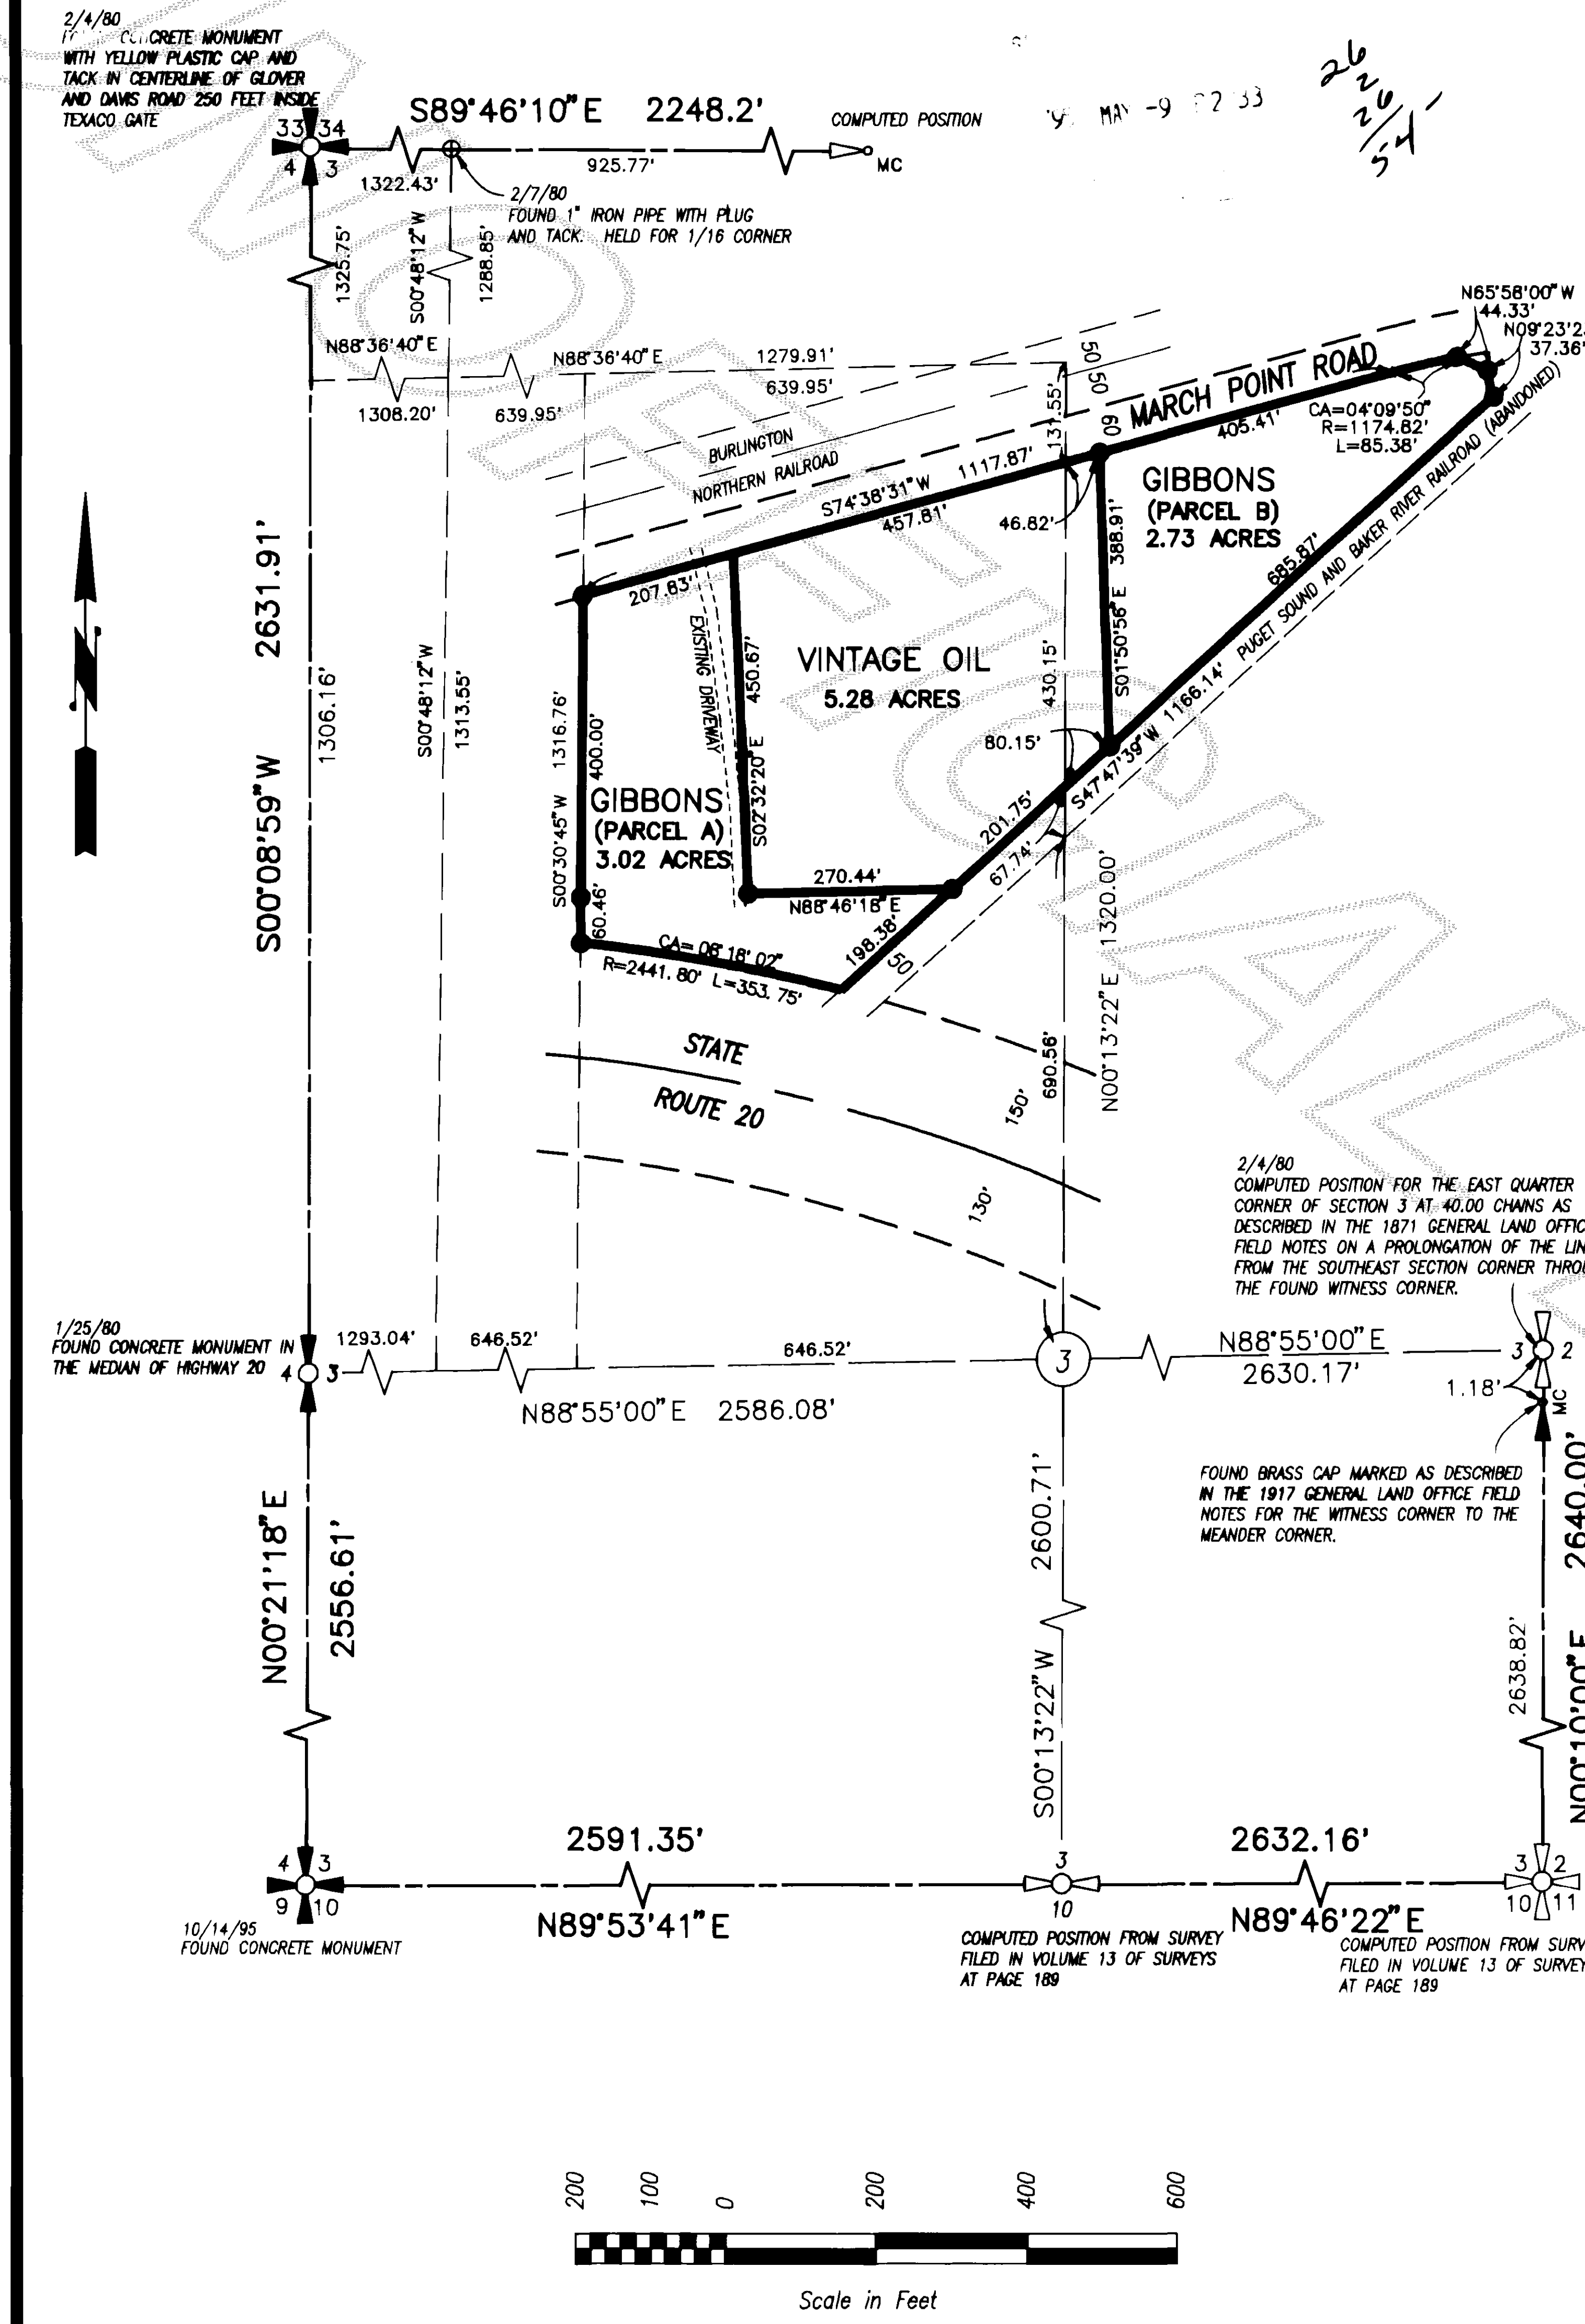 2/4/80
CONCRETE MONUMENT
WITH YELLOW PLASTIC CAP AND
TACK IN CENTERLINE OF GLOVER
AND DAVIS ROAD 250 FEET INSIDE
TEXACO GATE
S89°46'10"E 2248.2'
COMPUTED POSITION
MAY -9
26
2
26
54
33 34
4 3
1322.43'
925.77'
MC
2/7/80
FOUND 1" IRON PIPE WITH PLUG
AND TACK. HELD FOR 1/16 CORNER
1325.75'
S00°48'12"W
1288.85'
N88°36'40"E
N88°36'40"E
1279.91'
639.95'
1308.20'
639.95'
N65°58'00"W
44.33'
37.36'
50 50 60
131.55'
MARCH POINT ROAD
405.41'
CA=04°09'50"
R=1174.82'
L=85.38'
BURLINGTON
NORTHERN RAILROAD
S74°38'31"W 1117.87'
457.81'
46.82'
GIBBONS
(PARCEL B)
2.73 ACRES
388.91'
S01°50'56"E
685.87'
PUGET SOUND AND BAKER RIVER RAILROAD (ABANDONED)
S00°08'59"W 2631.91'
1306.16'
S00°48'12"W
1313.55'
207.83'
EXISTING DRIVEWAY
450.67'
S02°32'20"E
VINTAGE OIL
5.28 ACRES
430.15'
80.15'
S47°47'39"W 1166.14'
S00°30'45"W 1316.76'
400.00'
GIBBONS
(PARCEL A)
3.02 ACRES
60.46'
270.44'
N88°46'18"E
201.75'
67.74'
198.38'
50
CA= 08°18'02"
R=2441.80' L=353.75'
N00°13'22"E 1320.00'
690.56'
STATE
ROUTE 20
150'
130'
2/4/80
COMPUTED POSITION FOR THE EAST QUARTER
CORNER OF SECTION 3 AT 40.00 CHAINS AS
DESCRIBED IN THE 1871 GENERAL LAND
FIELD NOTES ON A PROLONGATION OF THE
FROM THE SOUTHEAST SECTION CORNER
THE FOUND WITNESS CORNER.
1/25/80
FOUND CONCRETE MONUMENT IN
THE MEDIAN OF HIGHWAY 20
4 3
1293.04'
646.52'
646.52'
3
N88°55'00"E
2630.17'
3 2
1.18'
MC
N88°55'00"E 2586.08'
FOUND BRASS CAP MARKED AS DESCRIBED
IN THE 1917 GENERAL LAND OFFICE FIELD
NOTES FOR THE WITNESS CORNER TO THE
MEANDER CORNER.
N00°21'18"E
2556.61'
2600.71'
S00°13'22"W
2638.82'
N00°10'00"E 2640.00'
2591.35'
2632.16'
4 3
9 10
3
10
3 2
10 11
N89°53'41"E
N89°46'22"E
10/14/95
FOUND CONCRETE MONUMENT
COMPUTED POSITION FROM SURVEY
FILED IN VOLUME 13 OF SURVEYS
AT PAGE 189
COMPUTED POSITION FROM
FILED IN VOLUME 13 OF
AT PAGE 189
200 100 0 200 400 600
Scale in Feet